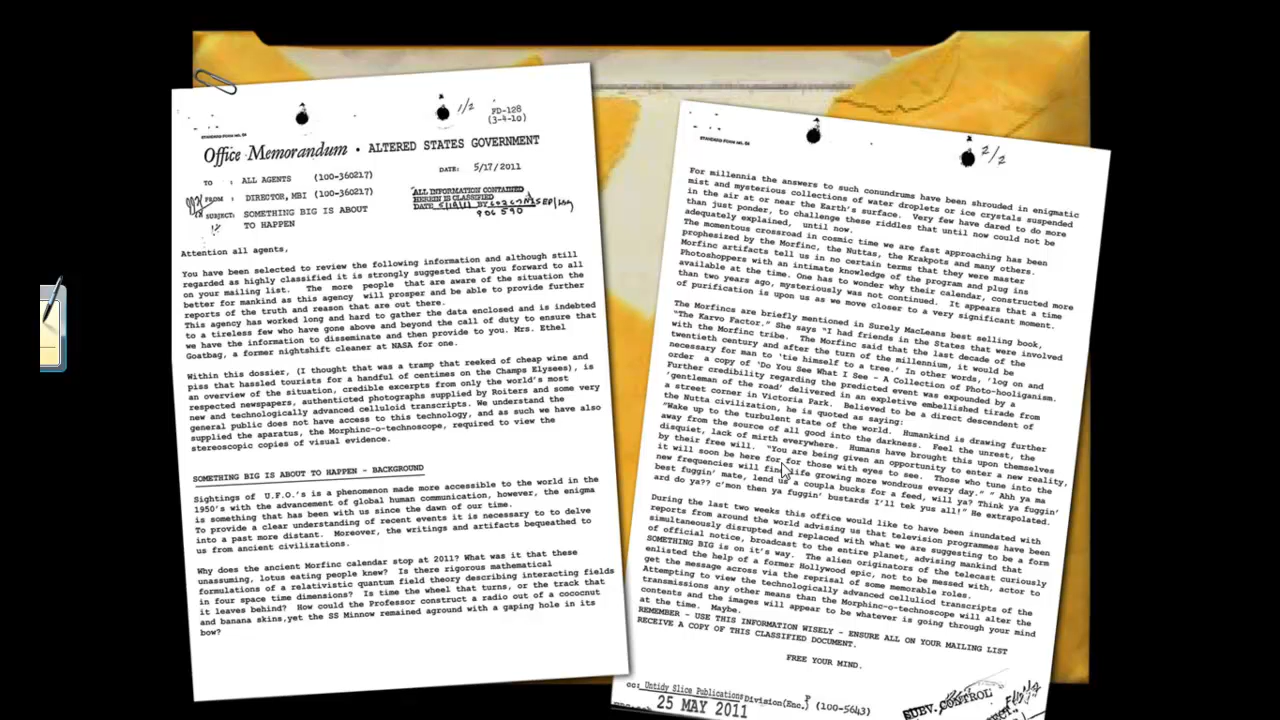 1/2
FD-128
(3-4-10)
STANDARD FORM NO. 64
Office Memorandum • ALTERED STATES GOVERNMENT
TO : ALL AGENTS (100-360217)
DATE: 5/17/2011
FROM : DIRECTOR, MBI (100-360217)
SUBJECT: SOMETHING BIG IS ABOUT
TO HAPPEN
ALL INFORMATION CONTAINED
HEREIN IS CLASSIFIED
DATE
Attention all agents,
You have been selected to review the following information and although still
regarded as highly classified it is strongly suggested that you forward to all
on your mailing list. The more people that are aware of the situation the
better for mankind as this agency will prosper and be able to provide further
reports of the truth and reason that are out there.
This agency has worked long and hard to gather the data enclosed and is indebted
to a tireless few who have gone above and beyond the call of duty to ensure that
we have the information to disseminate and then provide to you. Mrs. Ethel
Goatbag, a former nightshift cleaner at NASA for one.
Within this dossier, (I thought that was a tramp that reeked of cheap wine and
piss that hassled tourists for a handful of centimes on the Champs Elysees), is
an overview of the situation, credible excerpts from only the world's most
respected newspapers, authenticted photographs supplied by Roiters and some very
new and technologically advanced celluloid transcripts. We understand the
general public does not have access to this technology, and as such we have also
supplied the aparatus, the Morphinc-o-technoscope, required to view the
stereoscopic copies of visual evidence.
SOMETHING BIG IS ABOUT TO HAPPEN - BACKGROUND
Sightings of U.F.O.'s is a phenomenon made more accessible to the world in the
1950's with the advancement of global human communication, however, the enigma
is something that has been with us since the dawn of our time.
To provide a clear understanding of recent events it is necessary to to delve
into a past more distant. Moreover, the writings and artifacts bequeathed to
us from ancient civilizations.
Why does the ancient Morfinc calendar stop at 2011? What was it that these
unassuming, lotus eating people knew? Is there rigorous mathematical
formulations of a relativistic quantum field theory describing interacting fields
in four space time dimensions? Is time the wheel that turns, or the track that
it leaves behind? How could the Professor construct a radio out of a cococnut
and banana skins,yet the SS Minnow remained aground with a gaping hole in its
bow?
2/2
STANDARD FORM NO. 64
For millennia the answers to such conundrums have been shrouded in enigmatic
mist and mysterious collections of water droplets or ice crystals suspended
in the air at or near the Earth's surface. Very few have dared to do more
than just ponder, to challenge these riddles that until now could not be
adequately explained, until now.
The momentous crossroad in cosmic time we are fast approaching has been
prophesized by the Morfinc, the Nuttas, the Krakpots and many others.
Morfinc artifacts tell us in no certain terms that they were master
Photoshoppers with an intimate knowledge of the program and plug ins
available at the time. One has to wonder why their calendar, constructed more
than two years ago, mysteriously was not continued. It appears that a time
of purification is upon us as we move closer to a very significant moment.
The Morfincs are briefly mentioned in Surely MacLeans best selling book,
"The Karvo Factor." She says "I had friends in the States that were involved
with the Morfinc tribe. The Morfinc said that the last decade of the
twentieth century and after the turn of the millennium, it would be
necessary for man to 'tie himself to a tree.' In other words, 'log on and
order a copy of 'Do You See What I See - A Collection of Photo-hooliganism.
Further credibility regarding the predicted event was expounded by a
'gentleman of the road' delivered in an expletive embellished tirade from
a street corner in Victoria Park. Believed to be a direct descendent of
the Nutta civilization, he is quoted as saying:
"Wake up to the turbulent state of the world. Humankind is drawing further
away from the source of all good into the darkness. Feel the unrest, the
disquiet, lack of mirth everywhere. Humans have brought this upon themselves
by their free will. "You are being given an opportunity to enter a new reality,
it will soon be here for for those with eyes to see. Those who tune into the
new frequencies will find life growing more wondrous every day." " Ahh ya ma
best fuggin' mate, lend us a coupla bucks for a feed, will ya? Think ya fuggin'
ard do ya?? c'mon then ya fuggin' bustards I'll tek yus all!" He extrapolated.
During the last two weeks this office would like to have been inundated with
reports from around the world advising us that television programmes have been
simultaneously disrupted and replaced with what we are suggesting to be a form
of official notice, broadcast to the entire planet, advising mankind that
SOMETHING BIG is on it's way. The alien originators of the telecast curiously
enlisted the help of a former Hollywood epic, not to be messed with, actor to
get the message across via the reprisal of some memorable roles.
Attempting to view the technologically advanced celluliod transcripts of the
transmissions any other means than the Morphinc-o-technoscope will alter the
contents and the images will appear to be whatever is going through your mind
at the time. Maybe.
REMEMBER - USE THIS INFORMATION WISELY - ENSURE ALL ON YOUR MAILING LIST
RECEIVE A COPY OF THIS CLASSIFIED DOCUMENT.
FREE YOUR MIND.
cc: Untidy Slice Publications Division(Enc.) (100-5643)
25 MAY 2011
SUBV. CONTROL